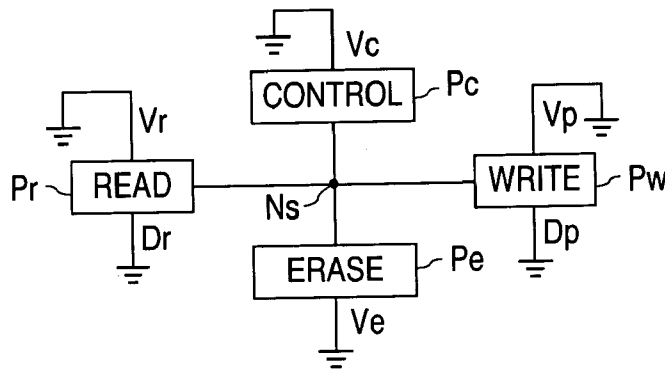 Vc
CONTROL Pc
Vr Vp
Pr READ WRITE Pw
Ns
Dr Dp
ERASE Pe
Ve